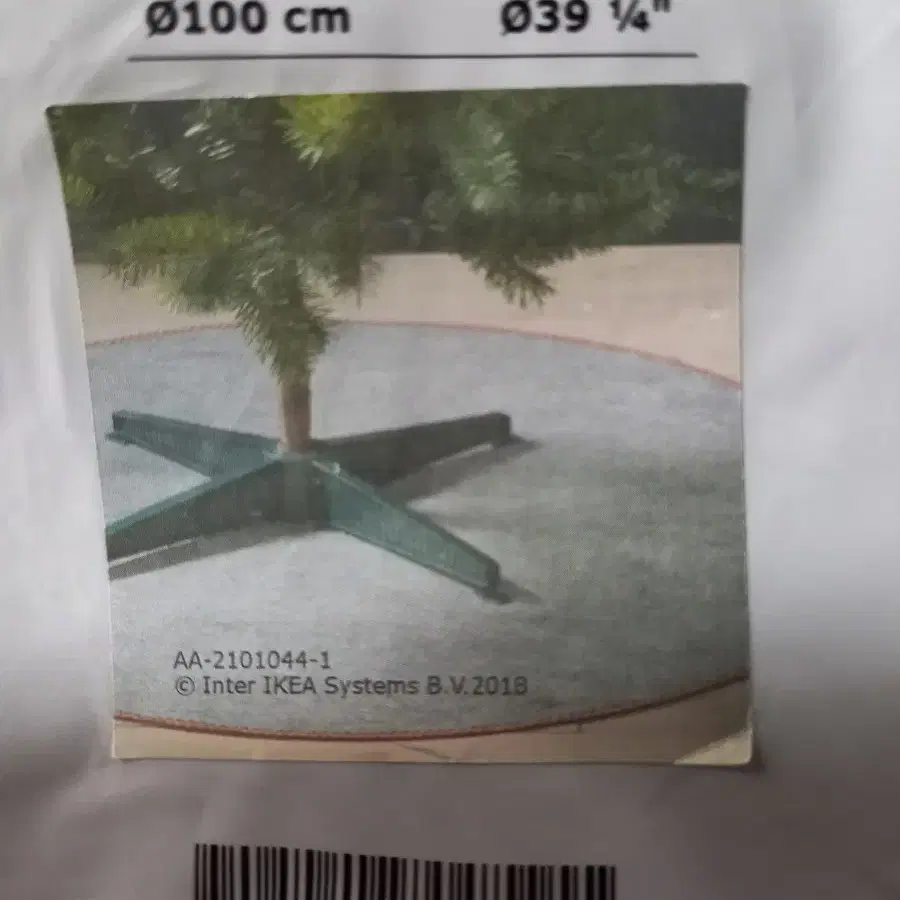 Ø100 cm Ø39 ¼"
AA-2101044-1
© Inter IKEA Systems B.V.2018